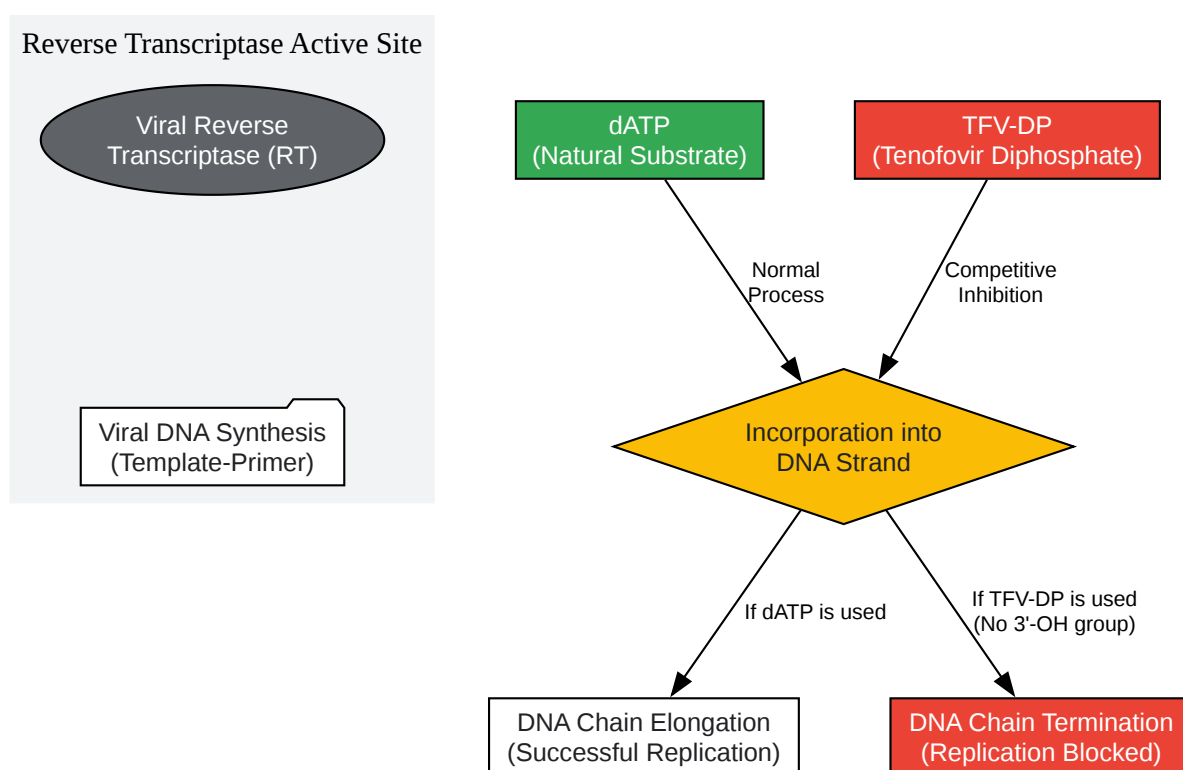 Reverse Transcriptase Active Site
Viral Reverse
Transcriptase (RT)
Viral DNA Synthesis
(Template-Primer)
dATP
(Natural Substrate)
TFV-DP
(Tenofovir Diphosphate)
Normal
Process
Competitive
Inhibition
Incorporation into
DNA Strand
If dATP is used
If TFV-DP is used
(No 3'-OH group)
DNA Chain Elongation
(Successful Replication)
DNA Chain Termination
(Replication Blocked)